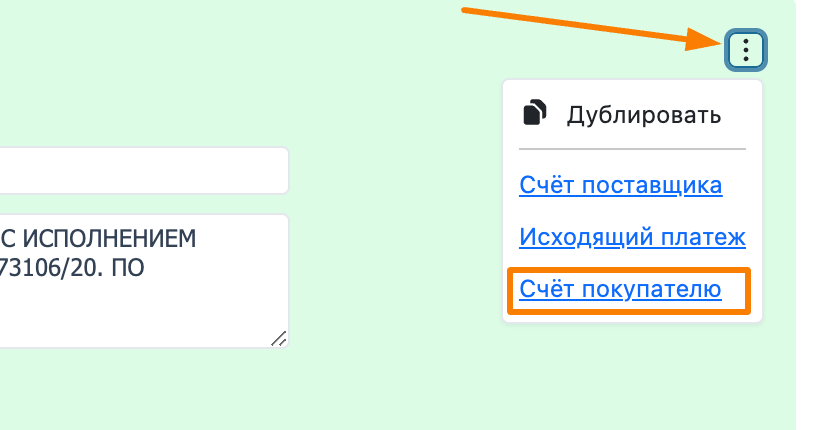 Дублировать
С ИСПОЛНЕНИЕМ
73106/20. ПО
Счёт поставщика
Исходящий платеж
Счёт покупателю